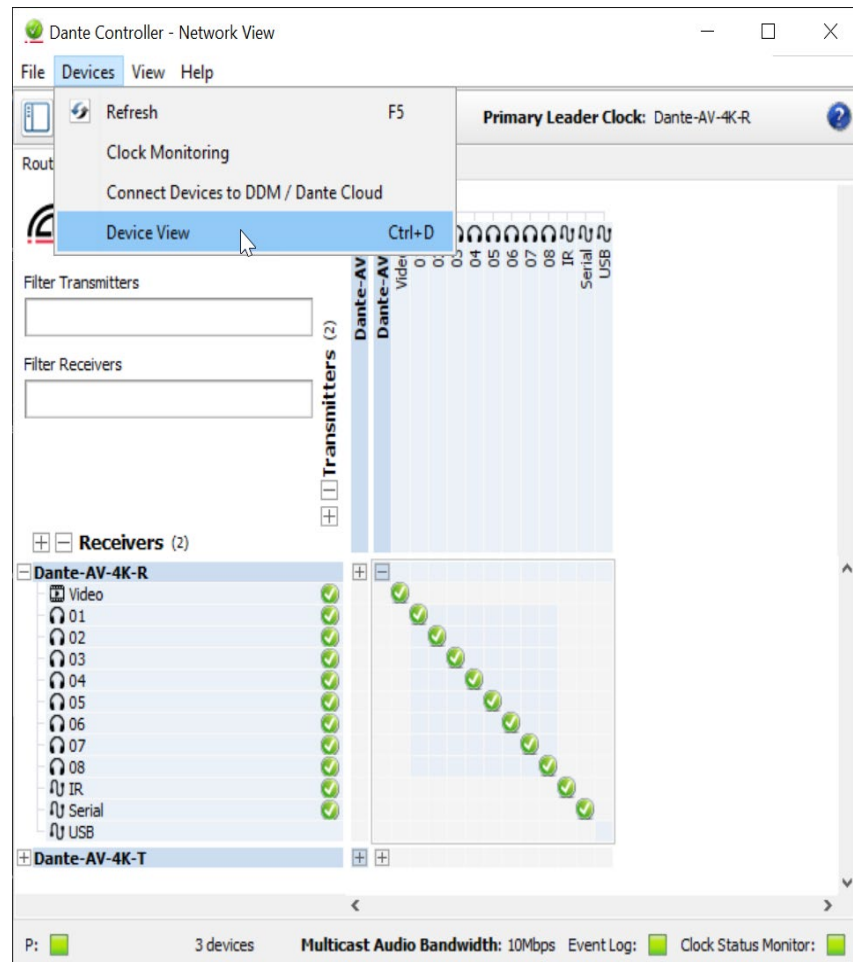 Dante Controller - Network View
File Devices View Help
Refresh F5
Clock Monitoring
Connect Devices to DDM / Dante Cloud
Device View Ctrl+D
Primary Leader Clock: Dante-AV-4K-R
?
Rout
Filter Transmitters
Filter Receivers
Transmitters (2)
Dante-AV
Dante-AV
Video
0
02
03
04
05
06
07
08
IR
Serial
USB
Receivers (2)
Dante-AV-4K-R
Video
01
02
03
04
05
06
07
08
IR
Serial
USB
Dante-AV-4K-T
P:
3 devices
Multicast Audio Bandwidth: 10Mbps
Event Log:
Clock Status Monitor: